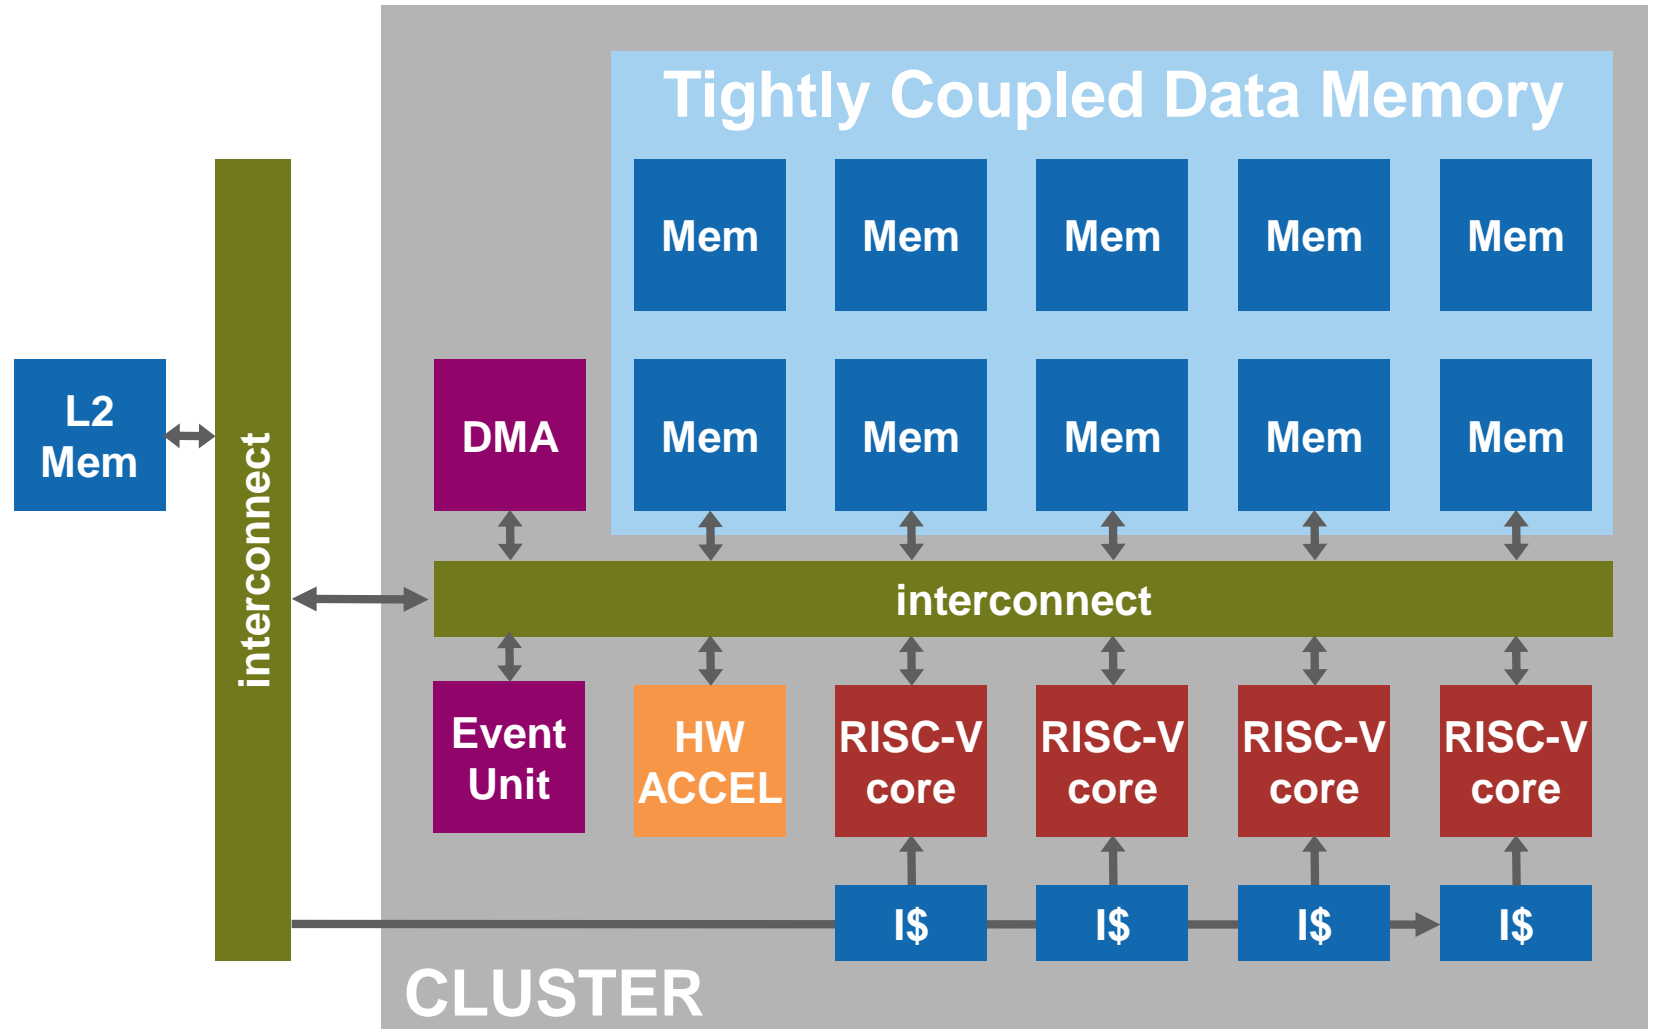 Tightly Coupled Data Memory
Mem
Mem
Mem
Mem
Mem
L2
Mem
interconnect
DMA
Mem
Mem
Mem
Mem
Mem
interconnect
Event
Unit
HW
ACCEL
RISC-V
core
RISC-V
core
RISC-V
core
RISC-V
core
I$
I$
I$
I$
CLUSTER